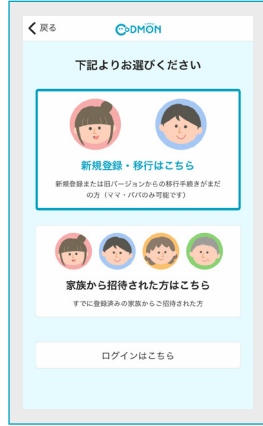 戻る
CODMON
下記よりお選びください
新規登録・移行はこちら
新規登録または旧バージョンからの移行手続きがまだ
の方（ママ・パパのみ可能です）
家族から招待された方はこちら
すでに登録済みの家族からご招待された方
ログインはこちら